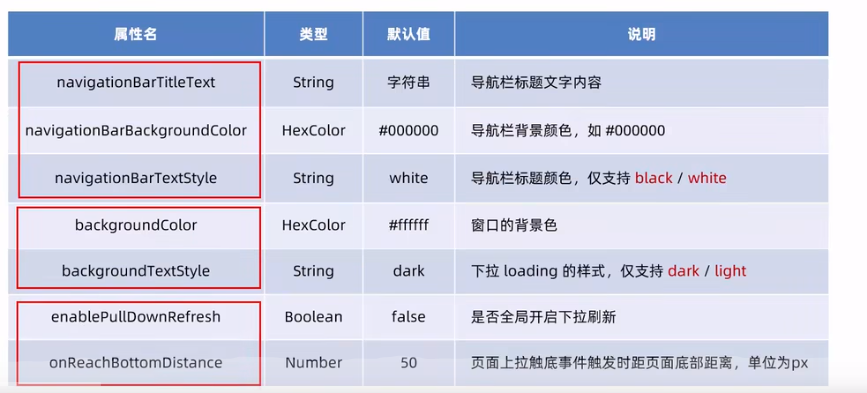 属性名 类型 默认值 说明
navigationBarTitleText String 字符串 导航栏标题文字内容
navigationBarBackgroundColor HexColor #000000 导航栏背景颜色，如 #000000
navigationBarTextStyle String white 导航栏标题颜色，仅支持 black / white
backgroundColor HexColor #ffffff 窗口的背景色
backgroundTextStyle String dark 下拉 loading 的样式，仅支持 dark / light
enablePullDownRefresh Boolean false 是否全局开启下拉刷新
onReachBottomDistance Number 50 页面上拉触底事件触发时距页面底部距离，单位为px